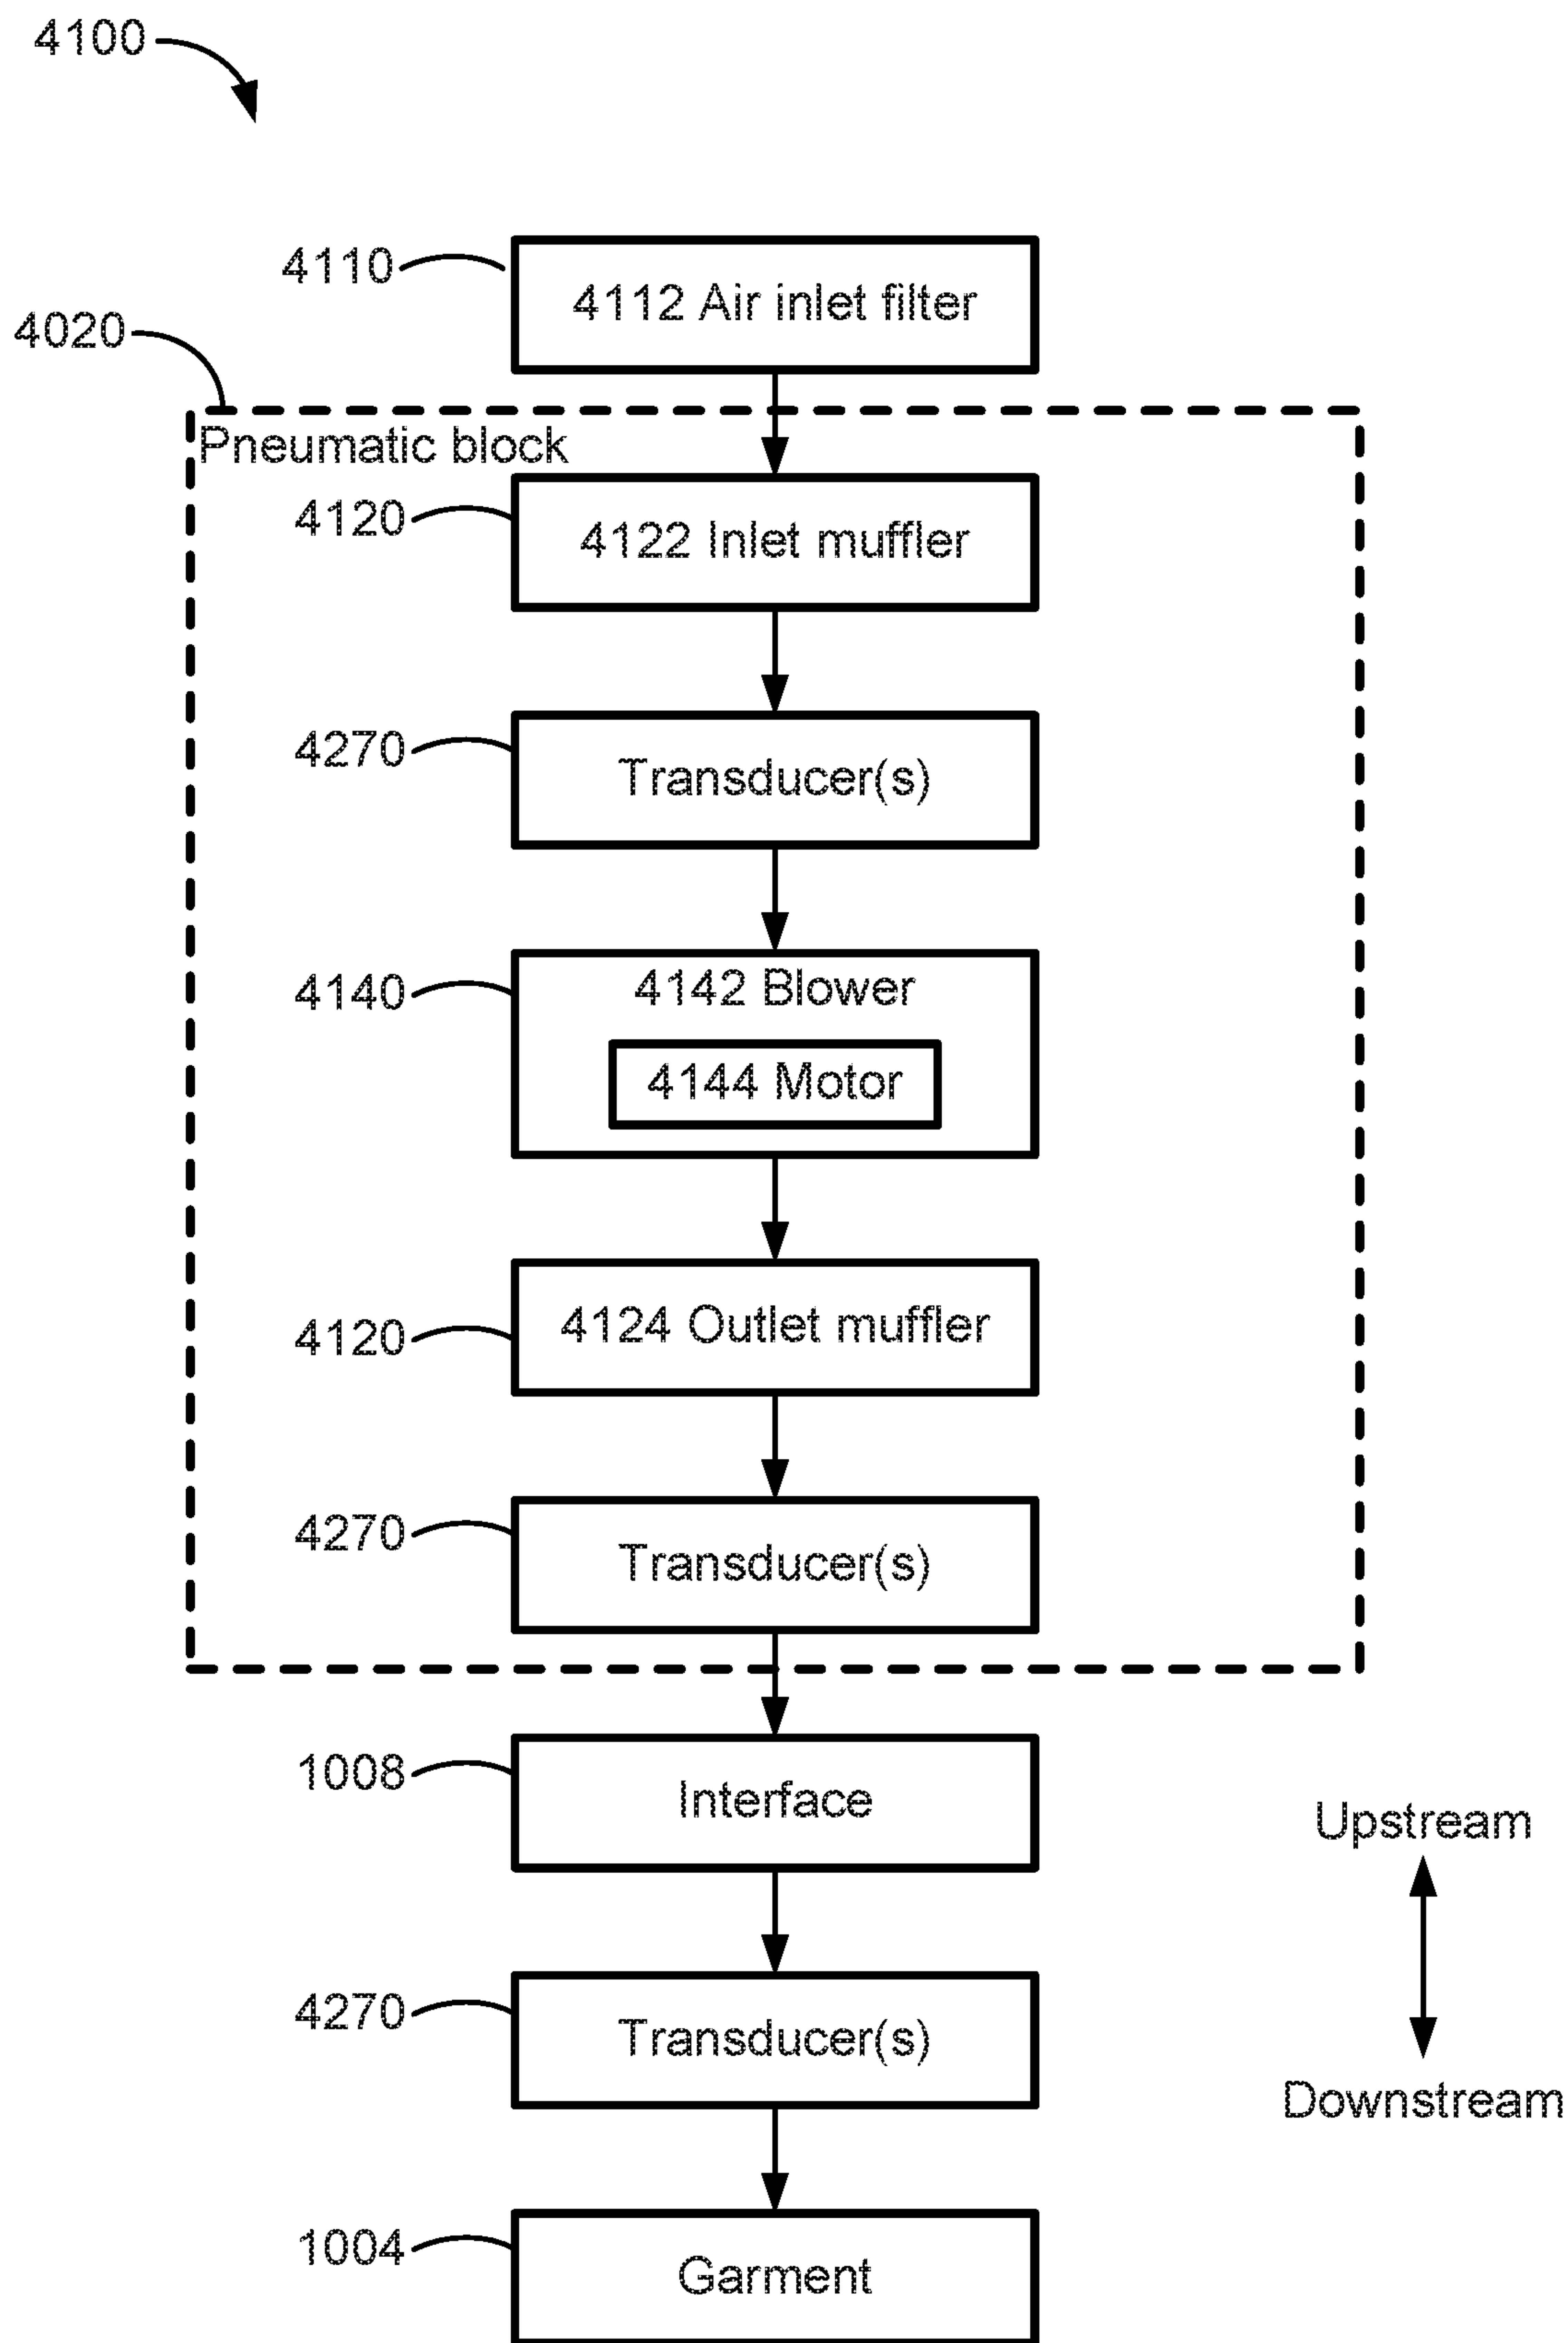 4100
4110
4112 Air inlet filter
4020
Pneumatic block
4120
4122 Inlet muffler
4270
Transducer(s)
4140
4142 Blower
4144 Motor
4120
4124 Outlet muffler
4270
Transducer(s)
1008
Interface
Upstream
4270
Transducer(s)
Downstream
1004
Garment